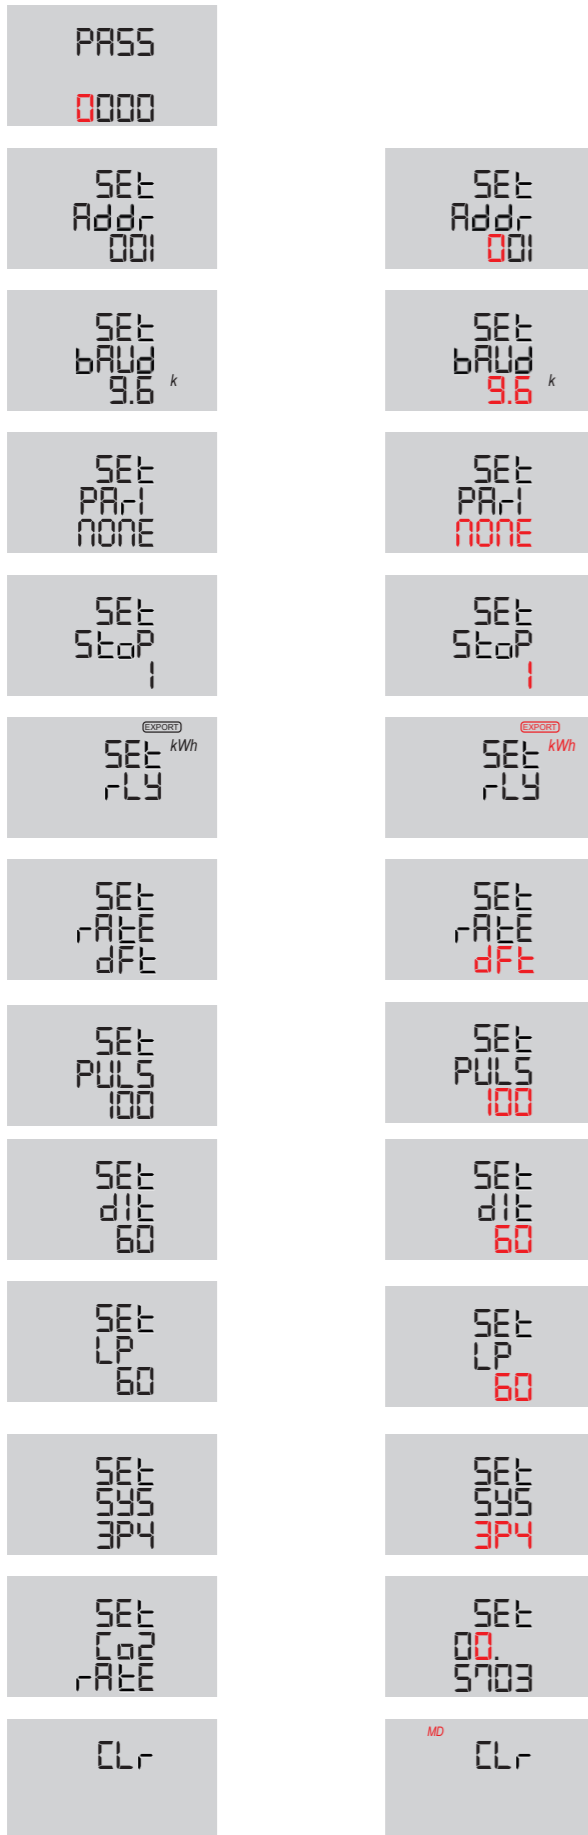 PASS
0000
SEt
Addr
001
SEt
Addr
001
SEt
bAUd
9.6 k
SEt
bAUd
9.6 k
SEt
PArI
NONE
SEt
PArI
NONE
SEt
StoP
1
SEt
StoP
1
EXPORT
SEt kWh
rLY
EXPORT
SEt kWh
rLY
SEt
rAtE
dFt
SEt
rAtE
dFt
SEt
PULS
100
SEt
PULS
100
SEt
dIt
60
SEt
dIt
60
SEt
LP
60
SEt
LP
60
SEt
SYS
3P4
SEt
SYS
3P4
SEt
Co2
rAtE
SEt
00.
5703
CLr
MD
CLr